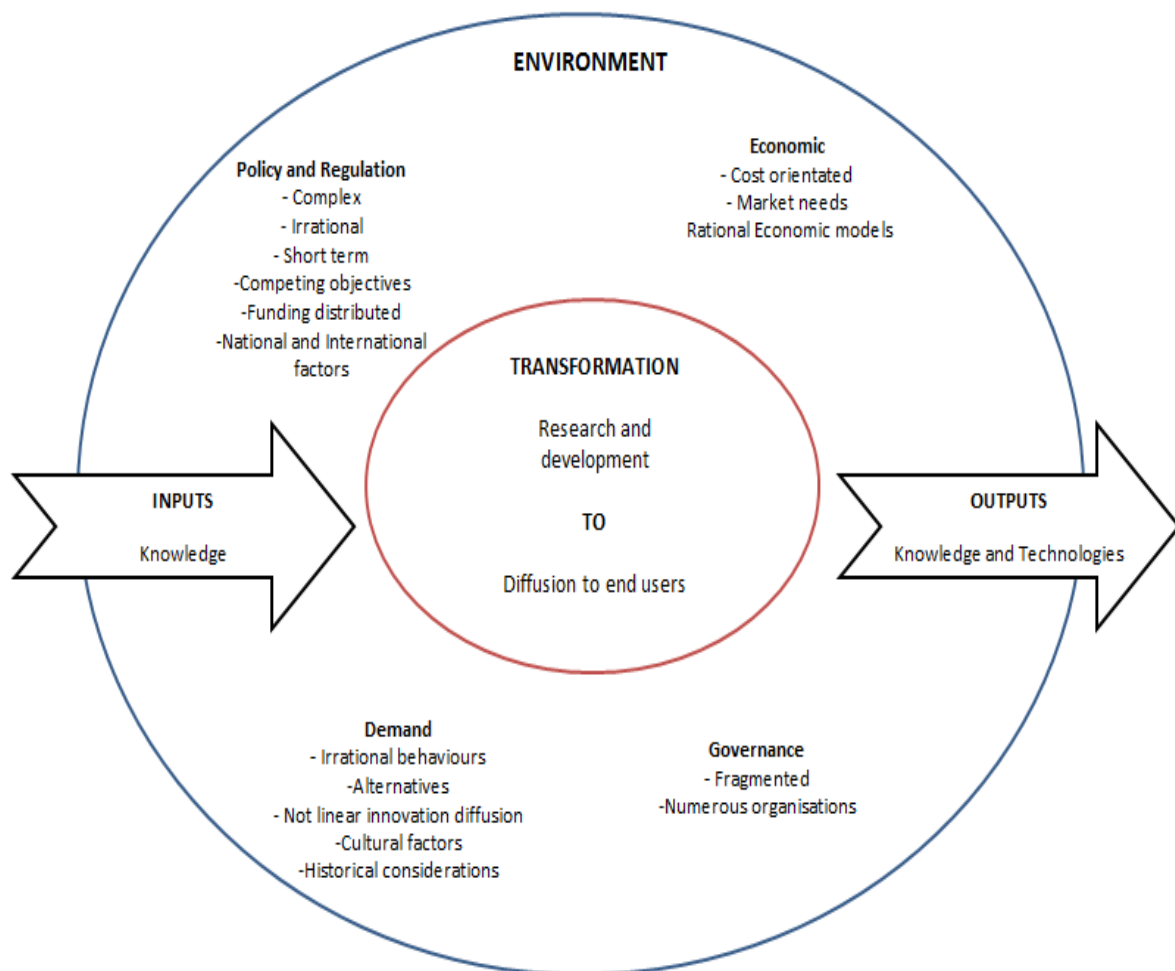 ENVIRONMENT
Policy and Regulation
- Complex
- Irrational
- Short term
-Competing objectives
-Funding distributed
-National and International
factors
Economic
- Cost orientated
- Market needs
Rational Economic models
TRANSFORMATION
Research and
development
TO
Diffusion to end users
INPUTS
Knowledge
OUTPUTS
Knowledge and Technologies
Demand
- Irrational behaviours
-Alternatives
- Not linear innovation diffusion
-Cultural factors
-Historical considerations
Governance
- Fragmented
-Numerous organisations